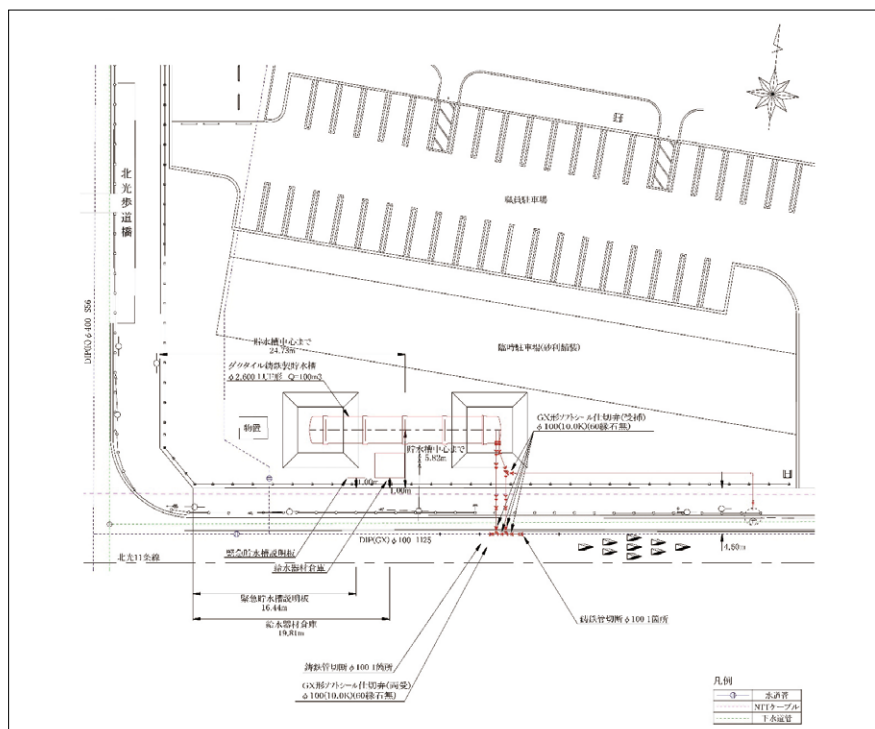 北光歩道橋
DIP(K) φ400 S56
職員駐車場
臨時駐車場(砂利舗装)
貯水槽中心まで
24.73m
ダクタイル鋳鉄製貯水槽
φ2,600 LUF形 Q=100m3
物置
GX形ソフトシール仕切弁(受挿)
φ100(10.0K)(60縁石無)
貯水槽中心まで
5.82m
1.00m
1.00m
DIP(GX) φ100 H25
緊急貯水槽説明板
給水器材倉庫
北光11条線
4.50m
緊急貯水槽説明板
16.44m
給水器材倉庫
19.81m
鋳鉄管切断φ100 1箇所
鋳鉄管切断φ100 1箇所
GX形ソフトシール仕切弁(両受)
φ100(10.0K)(60縁石無)
凡例
水道管
NTTケーブル
下水道管